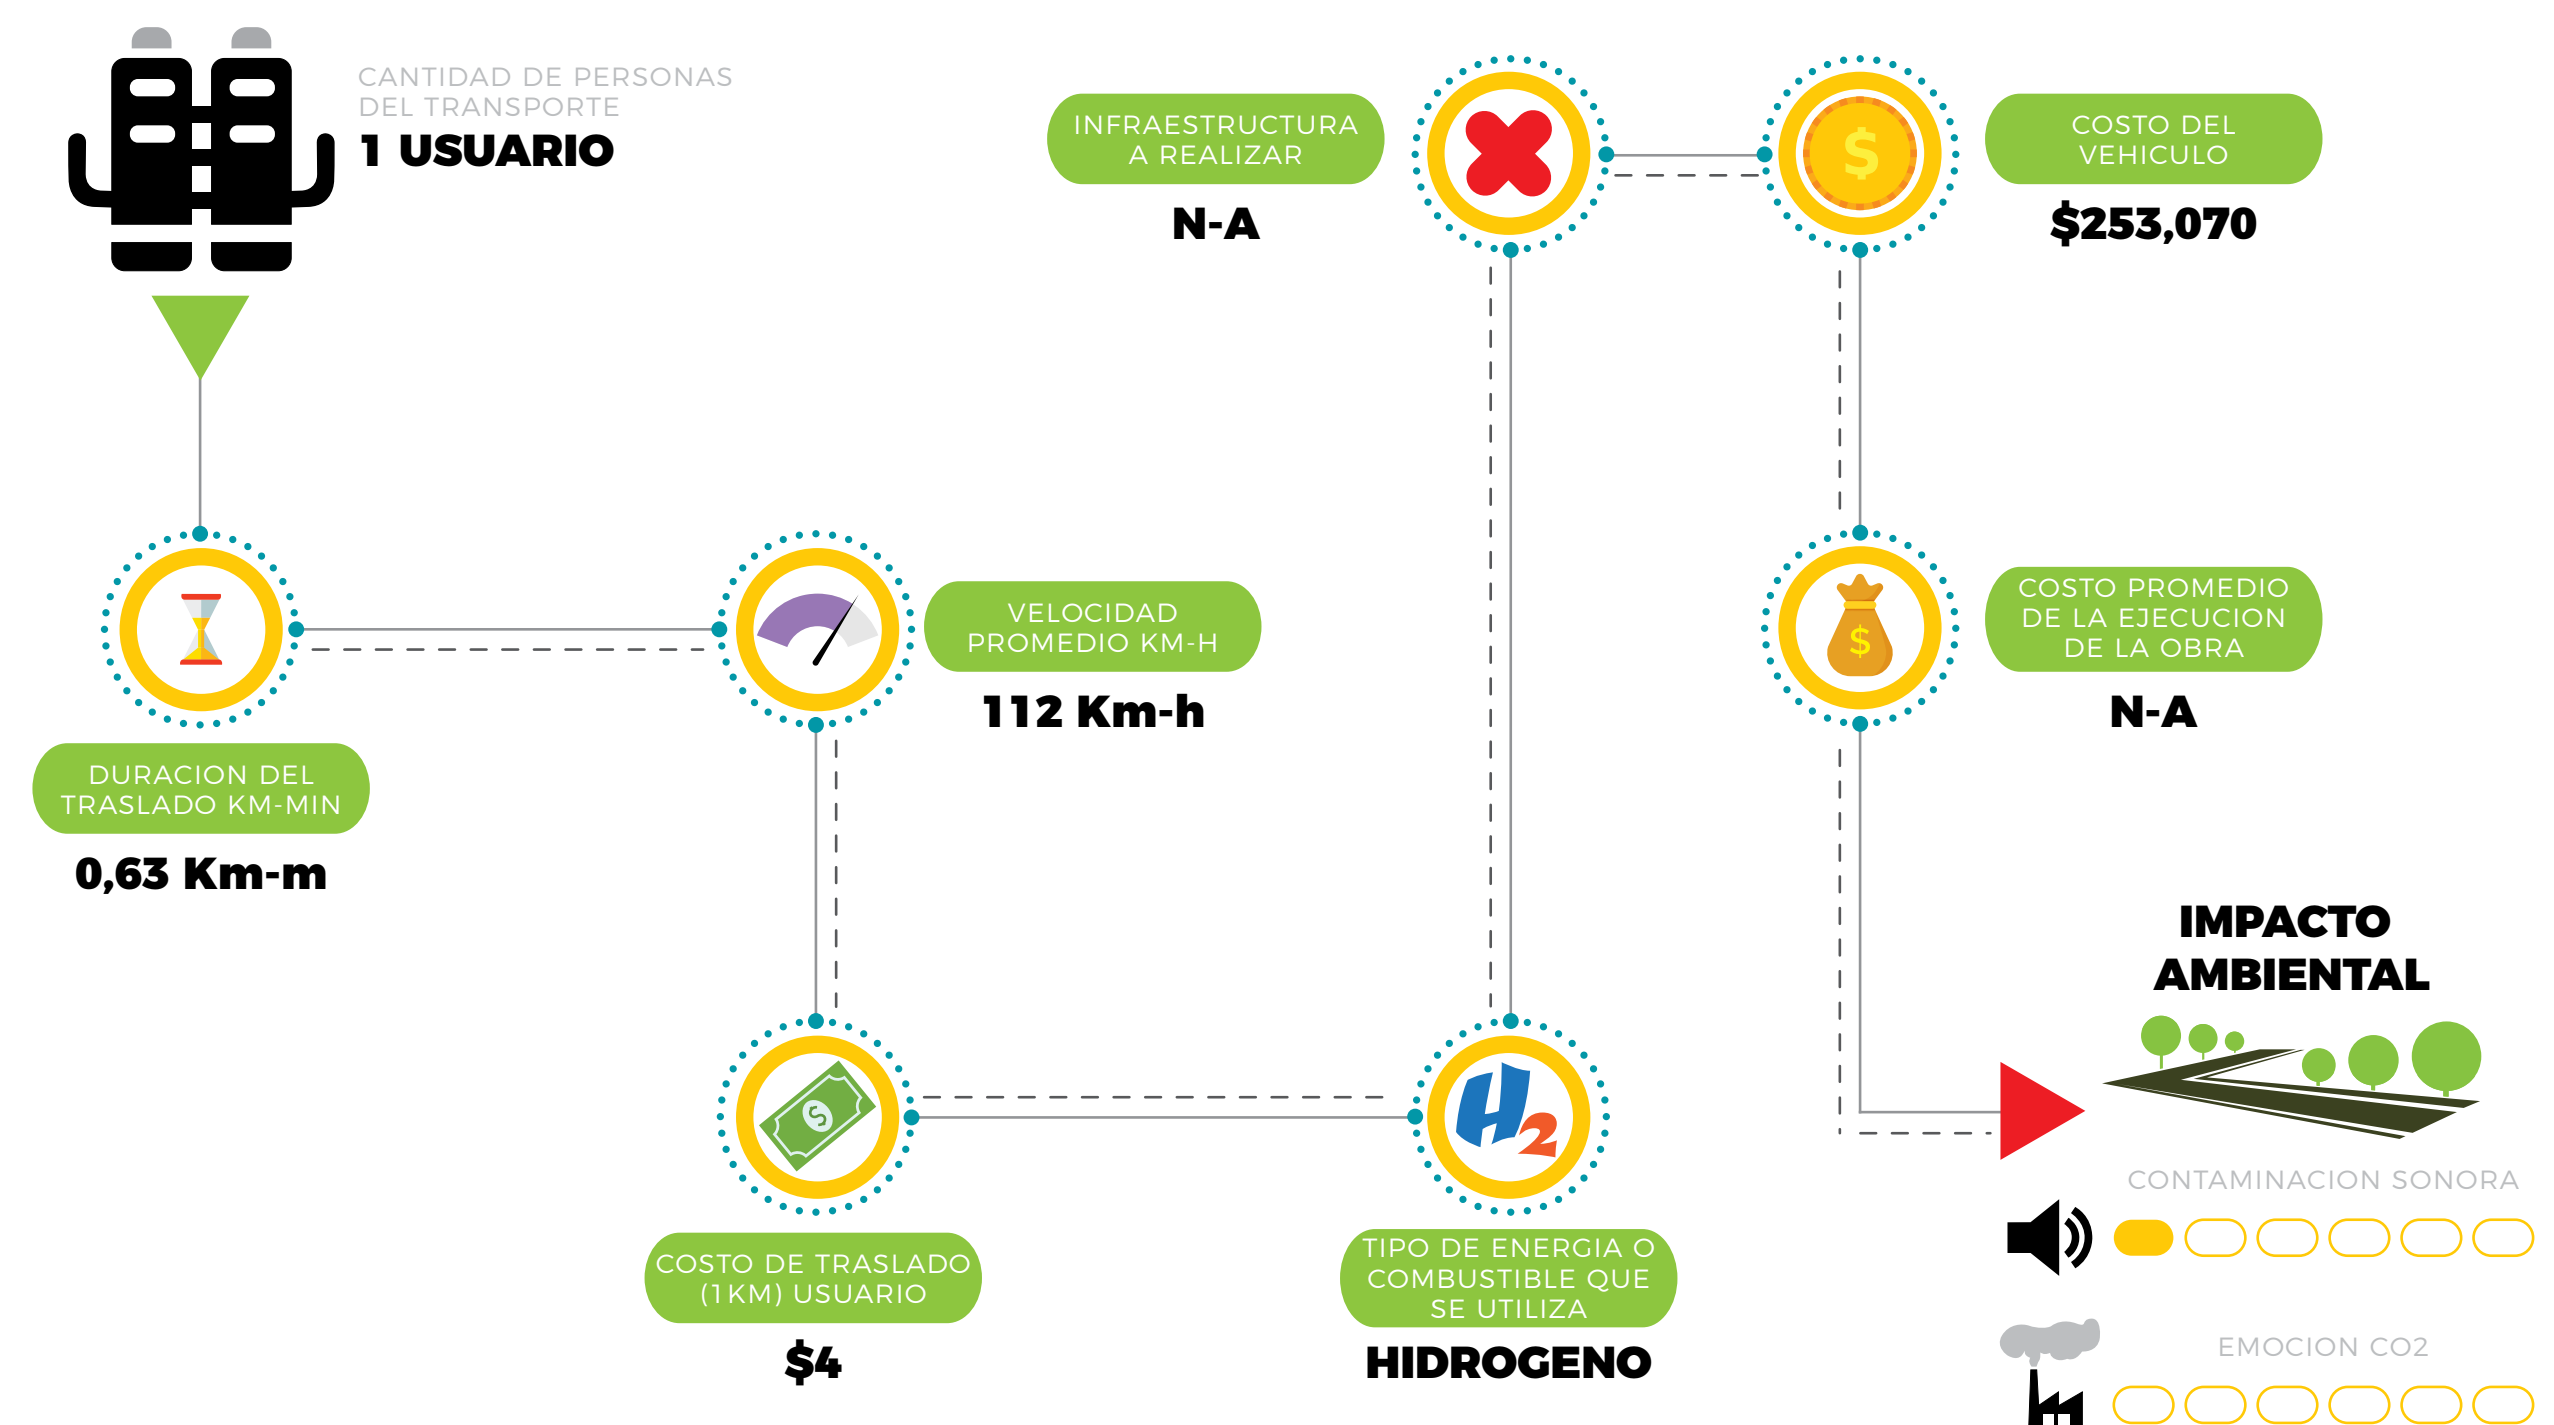 CANTIDAD DE PERSONAS
DEL TRANSPORTE
1 USUARIO
DURACION DEL
TRASLADO KM-MIN
0,63 Km-m
VELOCIDAD
PROMEDIO KM-H
112 Km-h
$
COSTO DE TRASLADO
(1KM) USUARIO
$4
H2
TIPO DE ENERGIA O
COMBUSTIBLE QUE
SE UTILIZA
HIDROGENO
INFRAESTRUCTURA
A REALIZAR
N-A
$
COSTO DEL
VEHICULO
$253,070
$
COSTO PROMEDIO
DE LA EJECUCION
DE LA OBRA
N-A
IMPACTO
AMBIENTAL
CONTAMINACION SONORA
EMOCION CO2